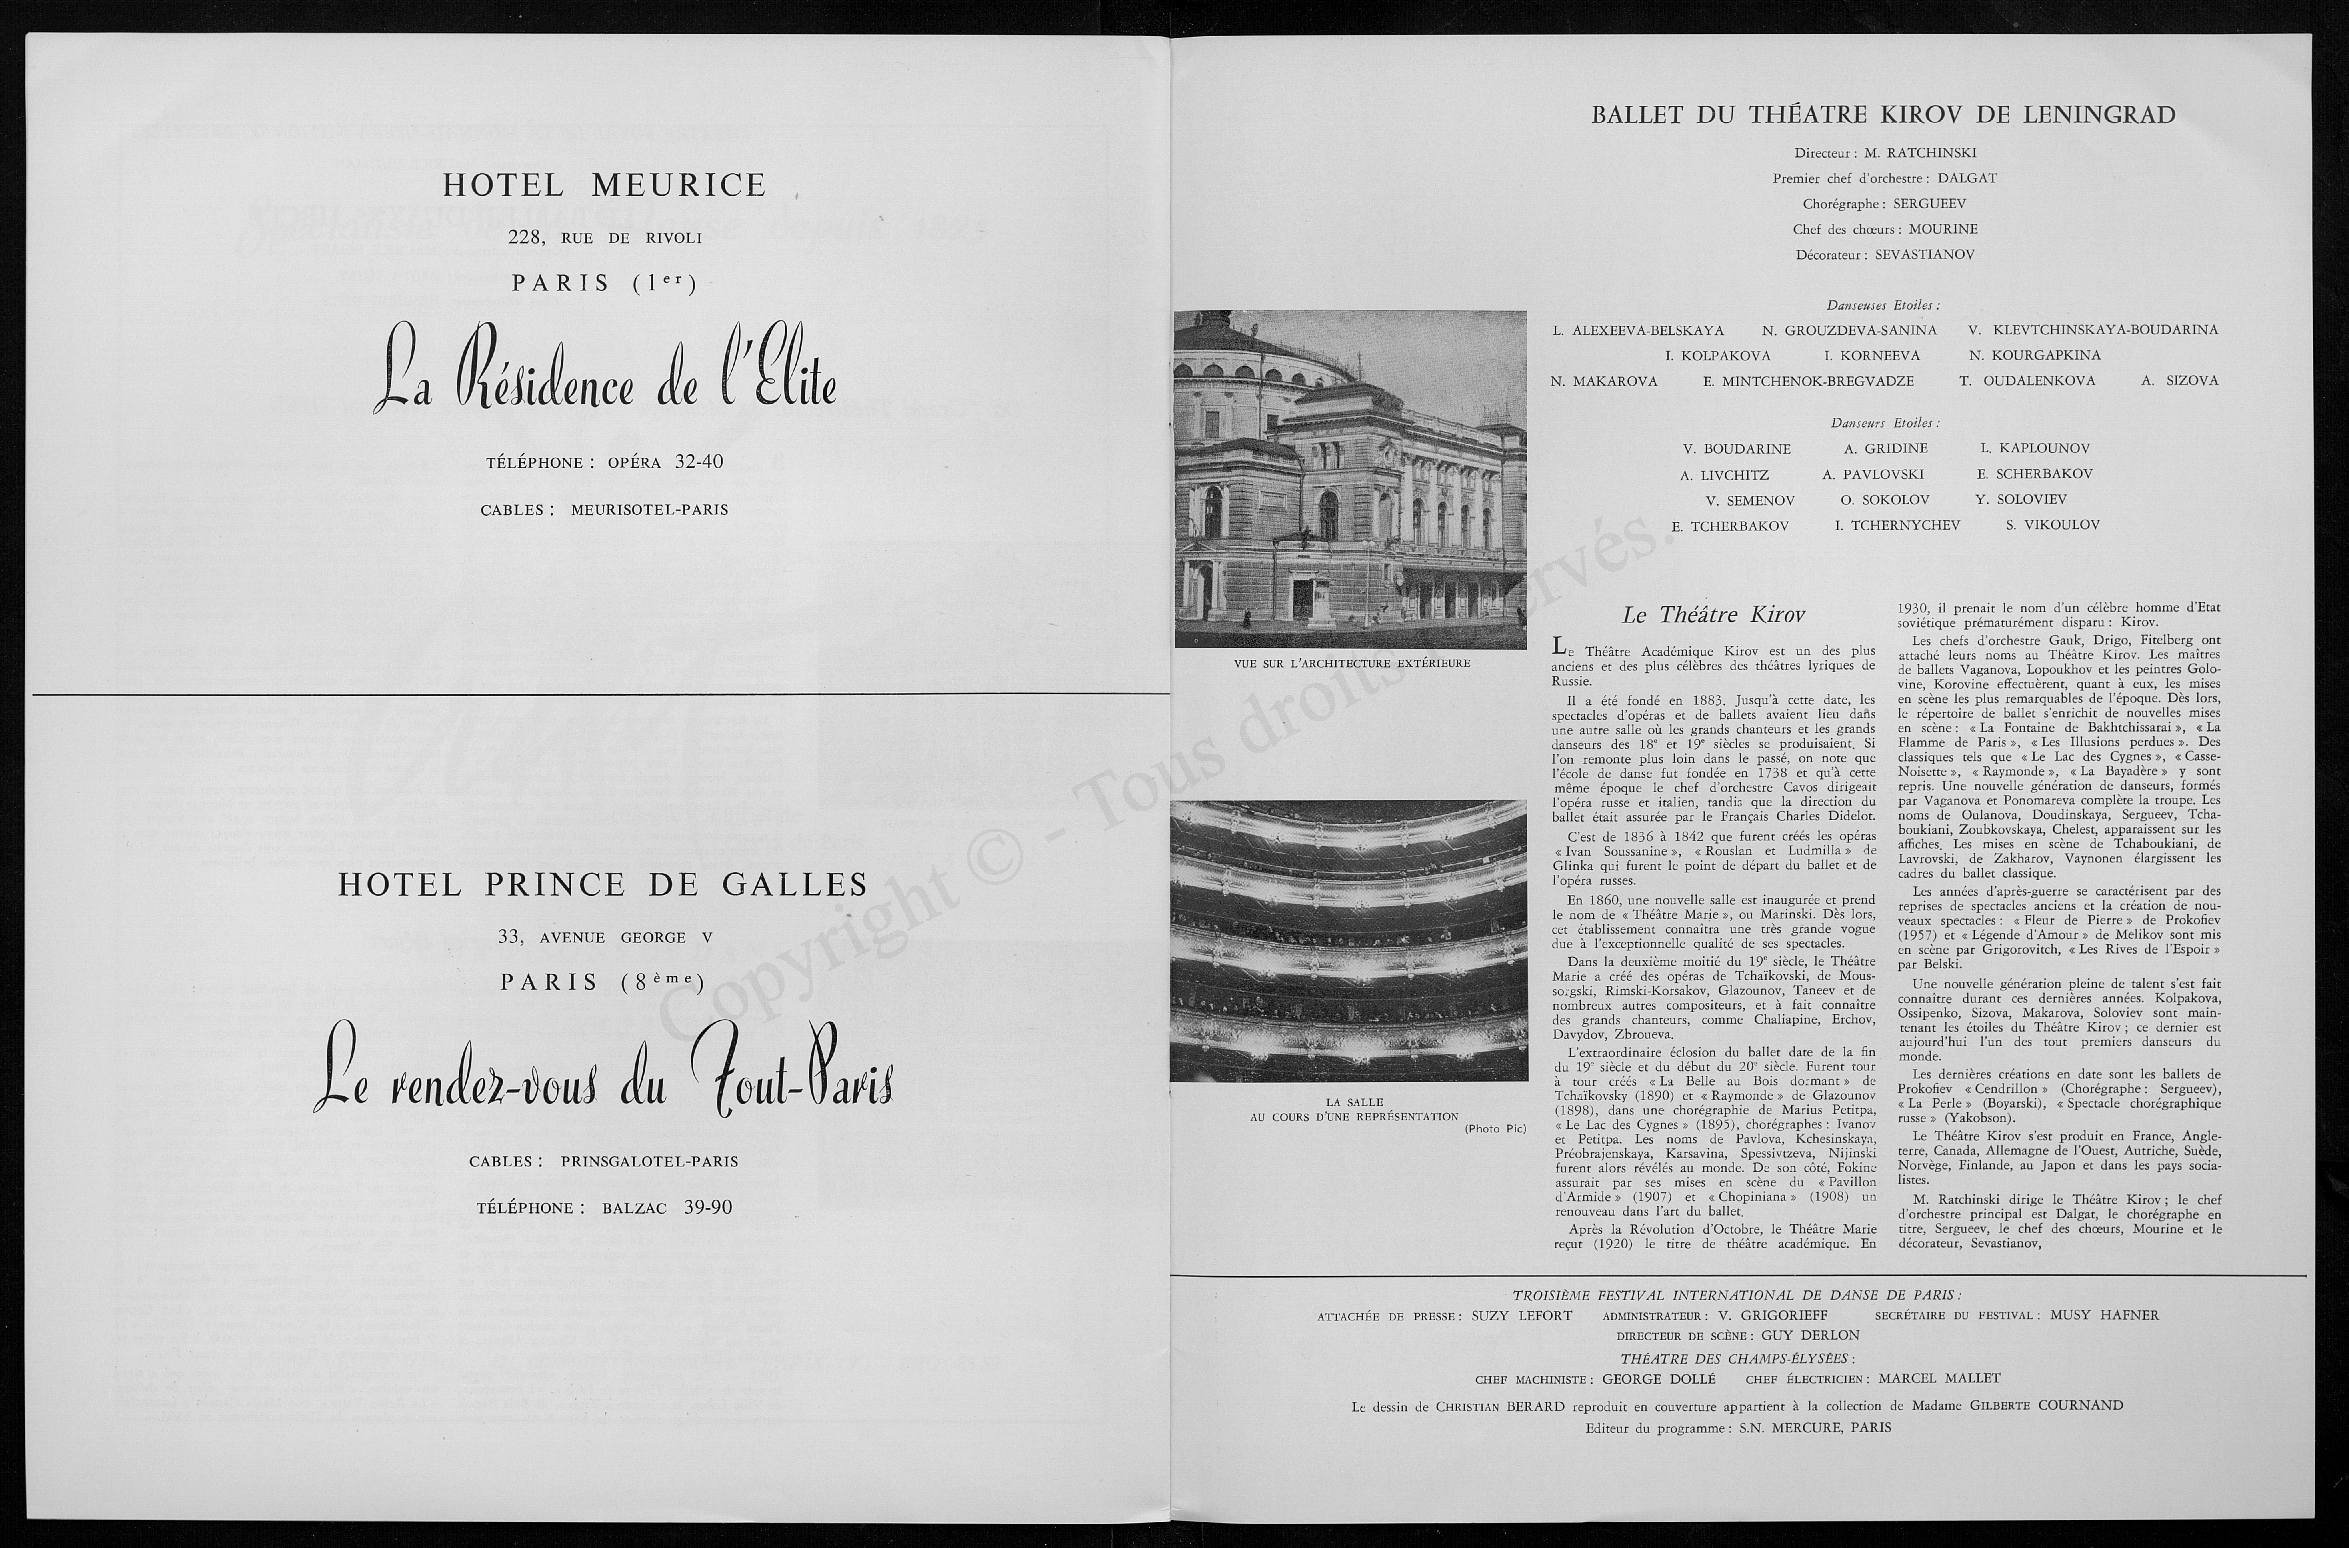 HOTEL MEURICE
228, RUE DE RIVOLI
PARIS (1er)
La Résidence de l'Elite
TÉLÉPHONE : OPÉRA 32-40
CABLES : MEURISOTEL-PARIS
HOTEL PRINCE DE GALLES
33, AVENUE GEORGE V
PARIS (8ème)
Le rendez-vous du Tout-Paris
CABLES : PRINSGALOTEL-PARIS
TÉLÉPHONE : BALZAC 39-90
BALLET DU THÉATRE KIROV DE LENINGRAD
Directeur : M. RATCHINSKI
Premier chef d'orchestre : DALGAT
Chorégraphe : SERGUEEV
Chef des chœurs : MOURINE
Décorateur : SEVASTIANOV
Danseuses Etoiles :
L. ALEXEEVA-BELSKAYA N. GROUZDEVA-SANINA V. KLEVTCHINSKAYA-BOUDARINA
I. KOLPAKOVA I. KORNEEVA N. KOURGAPKINA
N. MAKAROVA E. MINTCHENOK-BREGVADZE T. OUDALENKOVA A. SIZOVA
Danseurs Etoiles :
V. BOUDARINE A. GRIDINE L. KAPLOUNOV
A. LIVCHITZ A. PAVLOVSKI E. SCHERBAKOV
V. SEMENOV O. SOKOLOV Y. SOLOVIEV
E. TCHERBAKOV I. TCHERNYCHEV S. VIKOULOV
VUE SUR L'ARCHITECTURE EXTÉRIEURE
LA SALLE
AU COURS D'UNE REPRÉSENTATION
(Photo Pic)
Le Théâtre Kirov
Le Théâtre Académique Kirov est un des plus
anciens et des plus célèbres des théâtres lyriques de
Russie.
Il a été fondé en 1883. Jusqu'à cette date, les
spectacles d'opéras et de ballets avaient lieu dans
une autre salle où les grands chanteurs et les grands
danseurs des 18e et 19e siècles se produisaient. Si
l'on remonte plus loin dans le passé, on note que
l'école de danse fut fondée en 1738 et qu'à cette
même époque le chef d'orchestre Cavos dirigeait
l'opéra russe et italien, tandis que la direction du
ballet était assurée par le Français Charles Didelot.
C'est de 1836 à 1842 que furent créés les opéras
« Ivan Soussanine », « Rouslan et Ludmilla » de
Glinka qui furent le point de départ du ballet et de
l'opéra russes.
En 1860, une nouvelle salle est inaugurée et prend
le nom de « Théâtre Marie », ou Marinski. Dès lors,
cet établissement connaîtra une très grande vogue
due à l'exceptionnelle qualité de ses spectacles.
Dans la deuxième moitié du 19e siècle, le Théâtre
Marie a créé des opéras de Tchaïkovski, de Mous-
sorgski, Rimski-Korsakov, Glazounov, Taneev et de
nombreux autres compositeurs, et à fait connaître
des grands chanteurs, comme Chaliapine, Erchov,
Davydov, Zbroueva.
L'extraordinaire éclosion du ballet date de la fin
du 19e siècle et du début du 20e siècle. Furent tour
à tour créés « La Belle au Bois dormant » de
Tchaïkovsky (1890) et « Raymonde » de Glazounov
(1898), dans une chorégraphie de Marius Petitpa,
« Le Lac des Cygnes » (1895), chorégraphes : Ivanov
et Petitpa. Les noms de Pavlova, Kchesinskaya,
Préobrajenskaya, Karsavina, Spessivtzeva, Nijinski
furent alors révélés au monde. De son côté, Fokine
assurait par ses mises en scène du « Pavillon
d'Armide » (1907) et « Chopiniana » (1908) un
renouveau dans l'art du ballet.
Après la Révolution d'Octobre, le Théâtre Marie
reçut (1920) le titre de théâtre académique. En
1930, il prenait le nom d'un célèbre homme d'Etat
soviétique prématurément disparu : Kirov.
Les chefs d'orchestre Gauk, Drigo, Fitelberg ont
attaché leurs noms au Théâtre Kirov. Les maîtres
de ballets Vaganova, Lopoukhov et les peintres Golo-
vine, Korovine effectuèrent, quant à eux, les mises
en scène les plus remarquables de l'époque. Dès lors,
le répertoire de ballet s'enrichit de nouvelles mises
en scène : « La Fontaine de Bakhtchissarai », « La
Flamme de Paris », « Les Illusions perdues ». Des
classiques tels que « Le Lac des Cygnes », « Casse-
Noisette », « Raymonde », « La Bayadère » y sont
repris. Une nouvelle génération de danseurs, formés
par Vaganova et Ponomareva complète la troupe. Les
noms de Oulanova, Doudinskaya, Sergueev, Tcha-
boukiani, Zoubkovskaya, Chelest, apparaissent sur les
affiches. Les mises en scène de Tchaboukiani, de
Lavrovski, de Zakharov, Vaynonen élargissent les
cadres du ballet classique.
Les années d'après-guerre se caractérisent par des
reprises de spectacles anciens et la création de nou-
veaux spectacles : « Fleur de Pierre » de Prokofiev
(1957) et « Légende d'Amour » de Melikov sont mis
en scène par Grigorovitch, « Les Rives de l'Espoir »
par Belski.
Une nouvelle génération pleine de talent s'est fait
connaître durant ces dernières années. Kolpakova,
Ossipenko, Sizova, Makarova, Soloviev sont main-
tenant les étoiles du Théâtre Kirov ; ce dernier est
aujourd'hui l'un des tout premiers danseurs du
monde.
Les dernières créations en date sont les ballets de
Prokofiev « Cendrillon » (Chorégraphe : Sergueev),
« La Perle » (Boyarski), « Spectacle chorégraphique
russe » (Yakobson).
Le Théâtre Kirov s'est produit en France, Angle-
terre, Canada, Allemagne de l'Ouest, Autriche, Suède,
Norvège, Finlande, au Japon et dans les pays socia-
listes.
M. Ratchinski dirige le Théâtre Kirov ; le chef
d'orchestre principal est Dalgat, le chorégraphe en
titre, Sergueev, le chef des chœurs, Mourine et le
décorateur, Sevastianov,
TROISIÈME FESTIVAL INTERNATIONAL DE DANSE DE PARIS :
ATTACHÉE DE PRESSE : SUZY LEFORT ADMINISTRATEUR : V. GRIGORIEFF SECRÉTAIRE DU FESTIVAL : MUSY HAFNER
DIRECTEUR DE SCÈNE : GUY DERLON
THÉATRE DES CHAMPS-ÉLYSÉES :
CHEF MACHINISTE : GEORGE DOLLÉ CHEF ÉLECTRICIEN : MARCEL MALLET
Le dessin de CHRISTIAN BERARD reproduit en couverture appartient à la collection de Madame GILBERTE COURNAND
Editeur du programme : S.N. MERCURE, PARIS
Copyright © - Tous droits réservés.